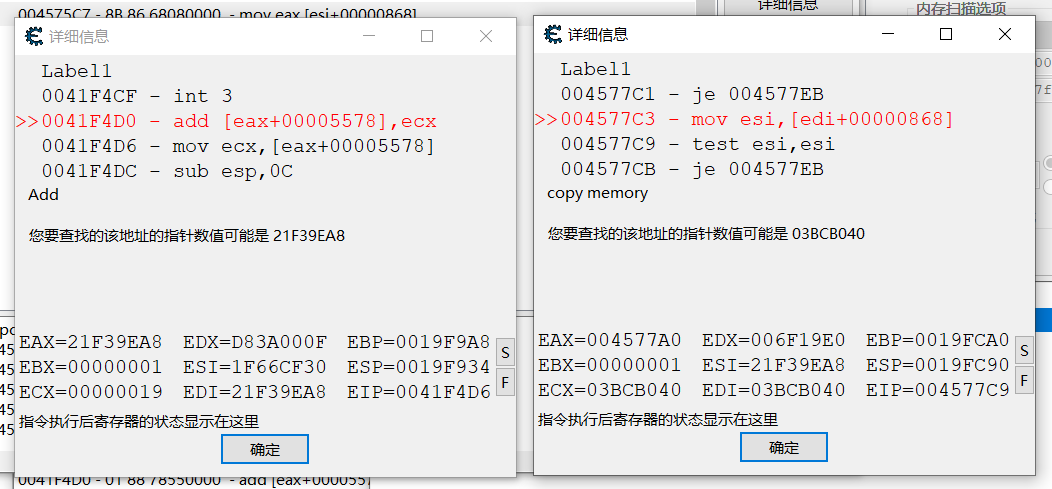 004575C7 - 8B 86 68080000 - mov eax,[esi+00000868]
详细信息
内存扫描选项
详细信息
Label1
0041F4CF - int 3
>>0041F4D0 - add [eax+00005578],ecx
0041F4D6 - mov ecx,[eax+00005578]
0041F4DC - sub esp,0C
Add
您要查找的该地址的指针数值可能是 21F39EA8
EAX=21F39EA8 EDX=D83A000F EBP=0019F9A8
EBX=00000001 ESI=1F66CF30 ESP=0019F934
ECX=00000019 EDI=21F39EA8 EIP=0041F4D6
S
F
指令执行后寄存器的状态显示在这里
确定
详细信息
Label1
004577C1 - je 004577EB
>>004577C3 - mov esi,[edi+00000868]
004577C9 - test esi,esi
004577CB - je 004577EB
copy memory
您要查找的该地址的指针数值可能是 03BCB040
EAX=004577A0 EDX=006F19E0 EBP=0019FCA0
EBX=00000001 ESI=21F39EA8 ESP=0019FC90
ECX=03BCB040 EDI=03BCB040 EIP=004577C9
S
F
指令执行后寄存器的状态显示在这里
确定
0041F4D0 - 01 88 78550000 - add [eax+000055]